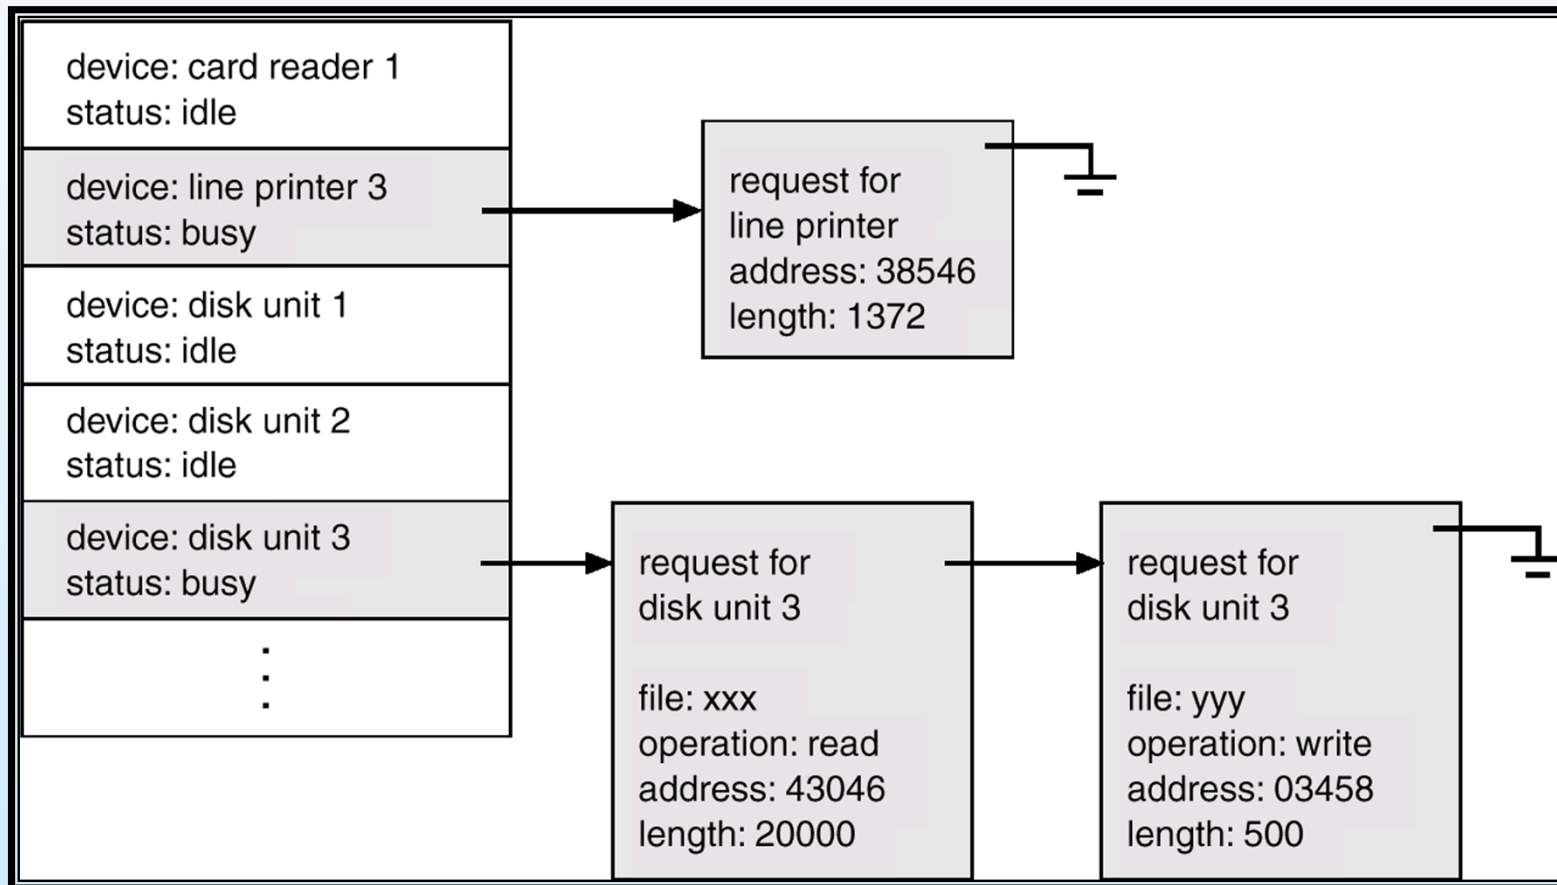 device: card reader 1
status: idle
device: line printer 3
status: busy
device: disk unit 1
status: idle
device: disk unit 2
status: idle
device: disk unit 3
status: busy
request for
line printer
address: 38546
length: 1372
request for
disk unit 3
file: xxx
operation: read
address: 43046
length: 20000
request for
disk unit 3
file: yyy
operation: write
address: 03458
length: 500